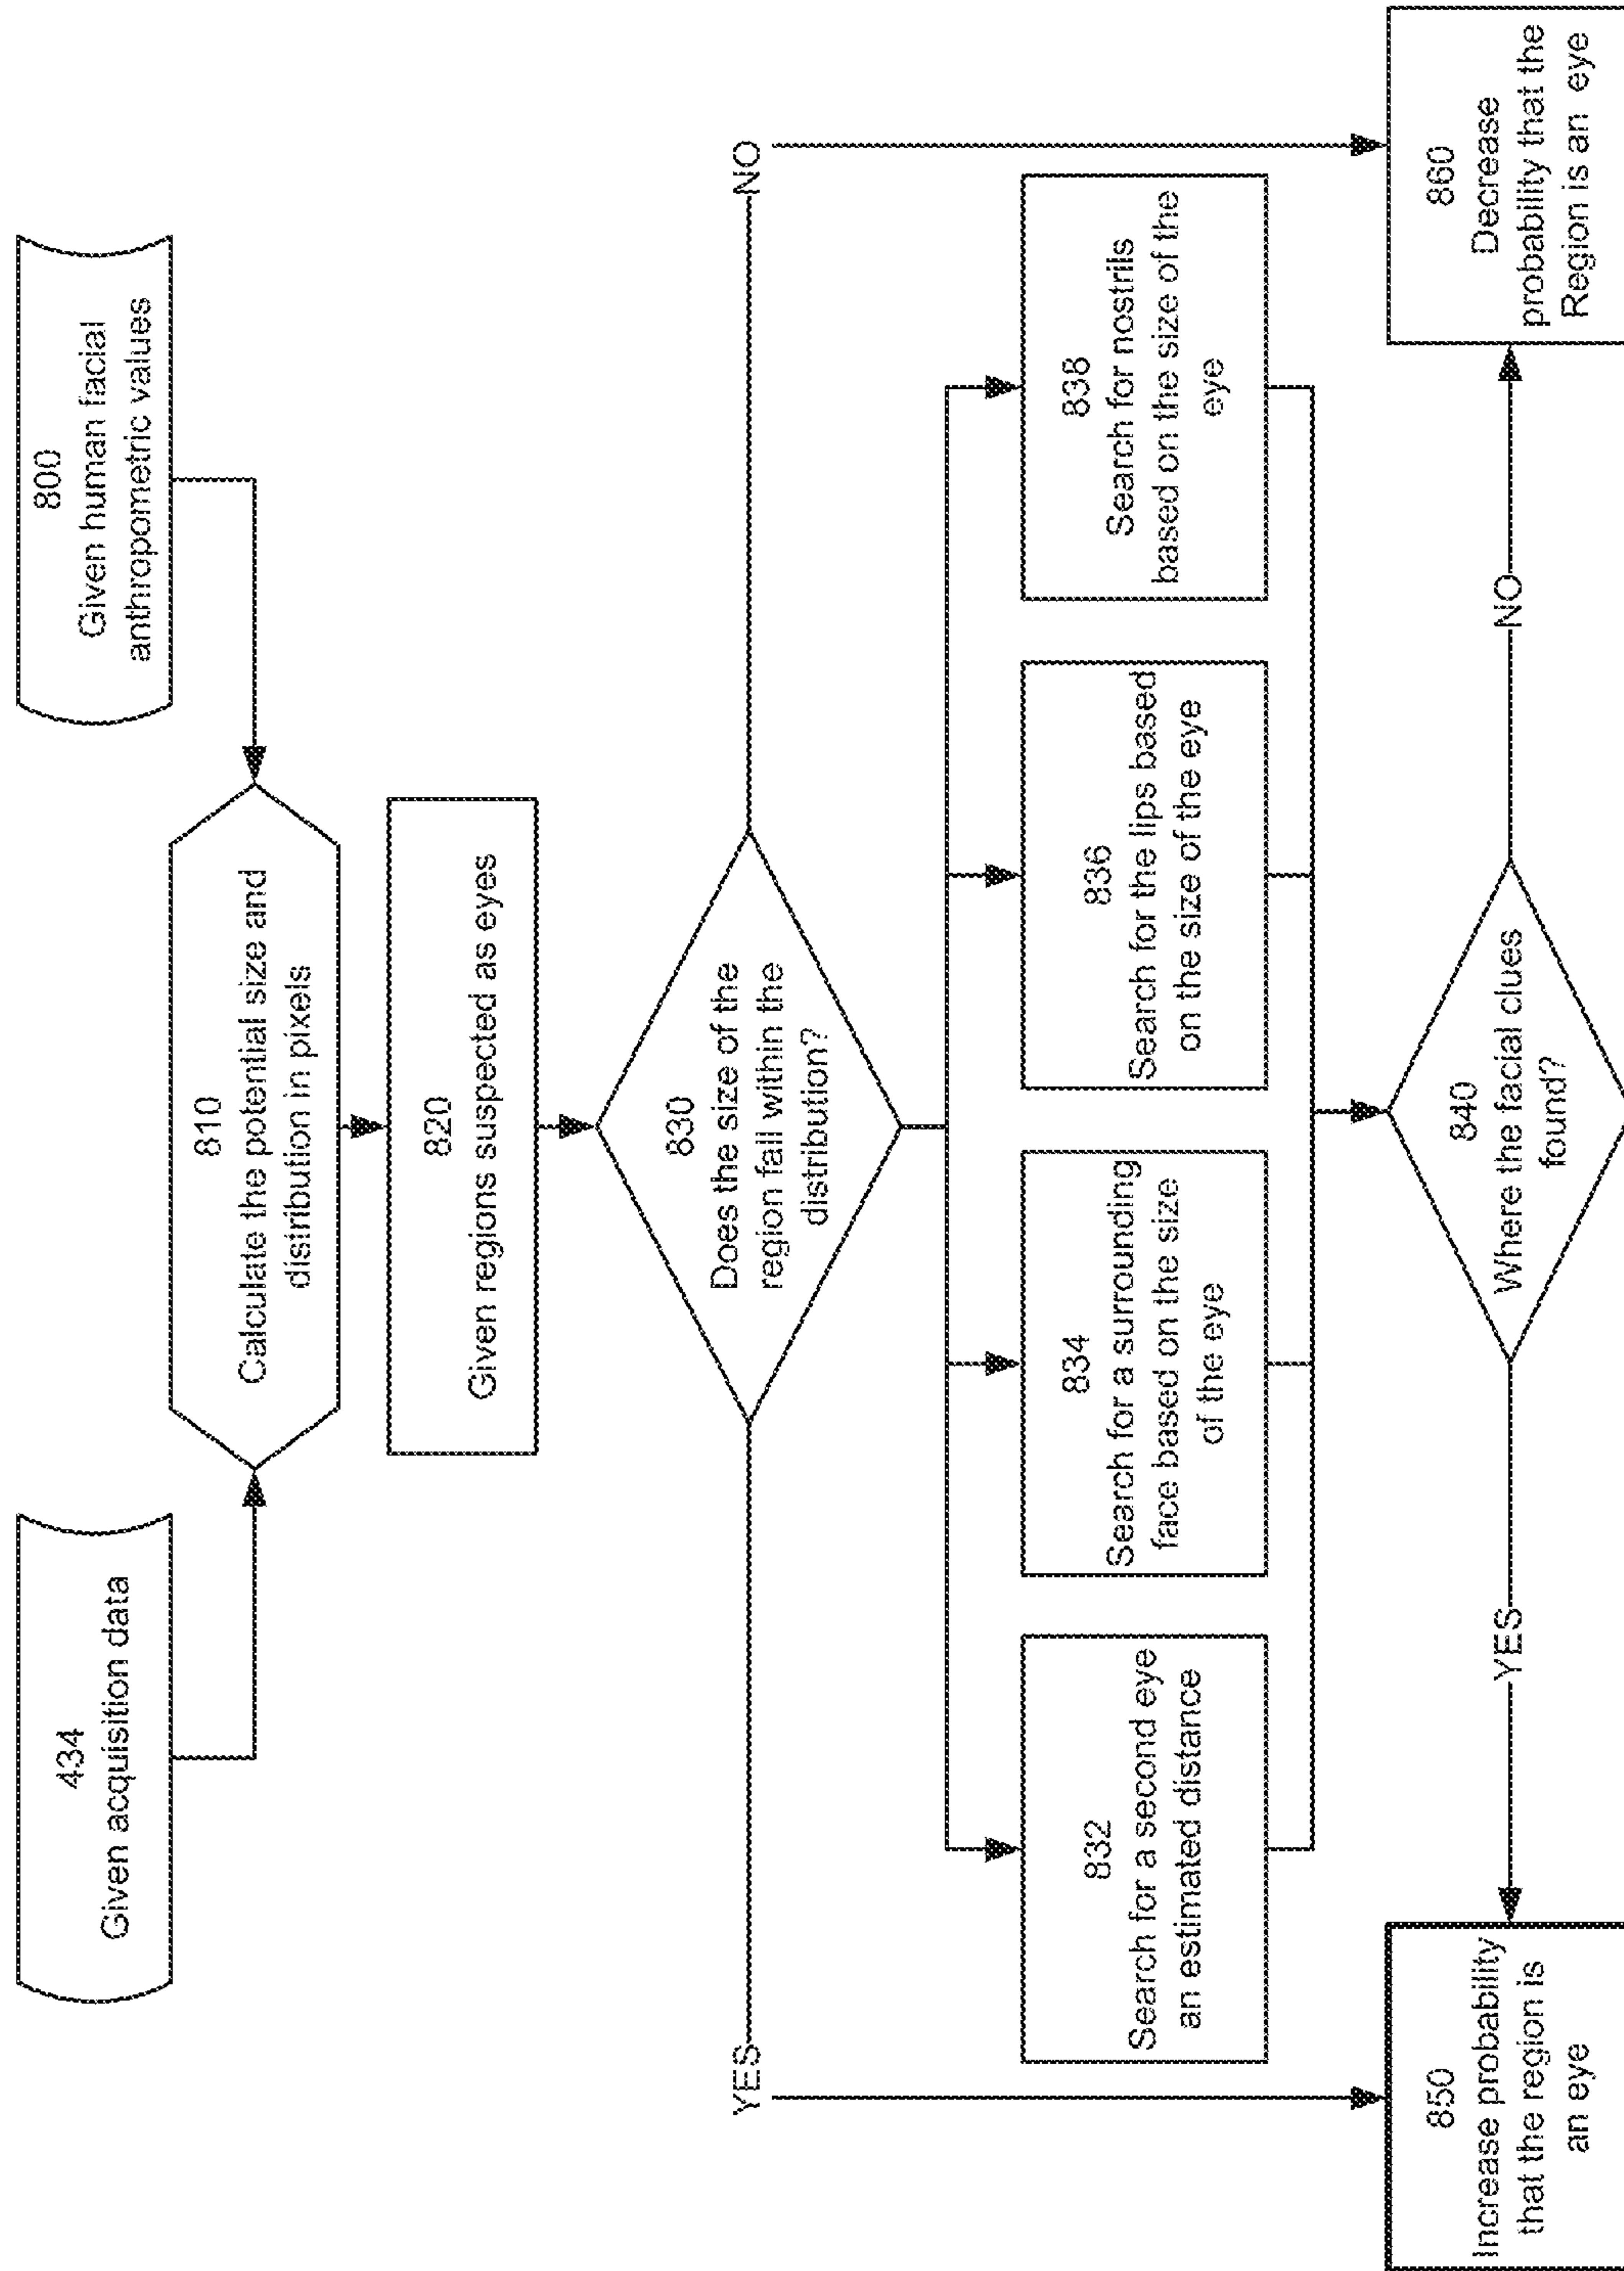 434
Given acquisition data
800
Given human facial
anthropometric values
810
Calculate the potential size and
distribution in pixels
820
Given regions suspected as eyes
830
Does the size of the
region fall within the
distribution?
YES
NO
832
Search for a second eye
an estimated distance
834
Search for a surrounding
face based on the size
of the eye
836
Search for the lips based
on the size of the eye
838
Search for nostrils
based on the size of the
eye
840
Where the facial clues
found?
YES
NO
850
Increase probability
that the region is
an eye
860
Decrease
probability that the
Region is an eye